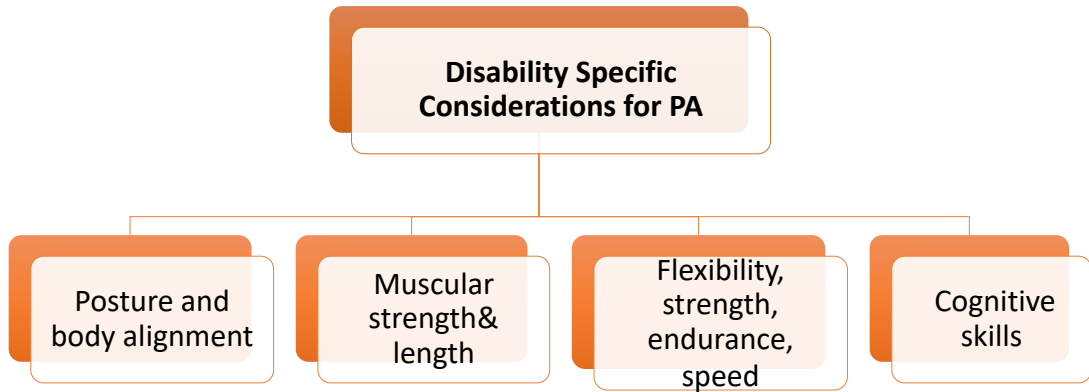 Disability Specific
Considerations for PA
Posture and
body alignment
Muscular
strength&
length
Flexibility,
strength,
endurance,
speed
Cognitive
skills